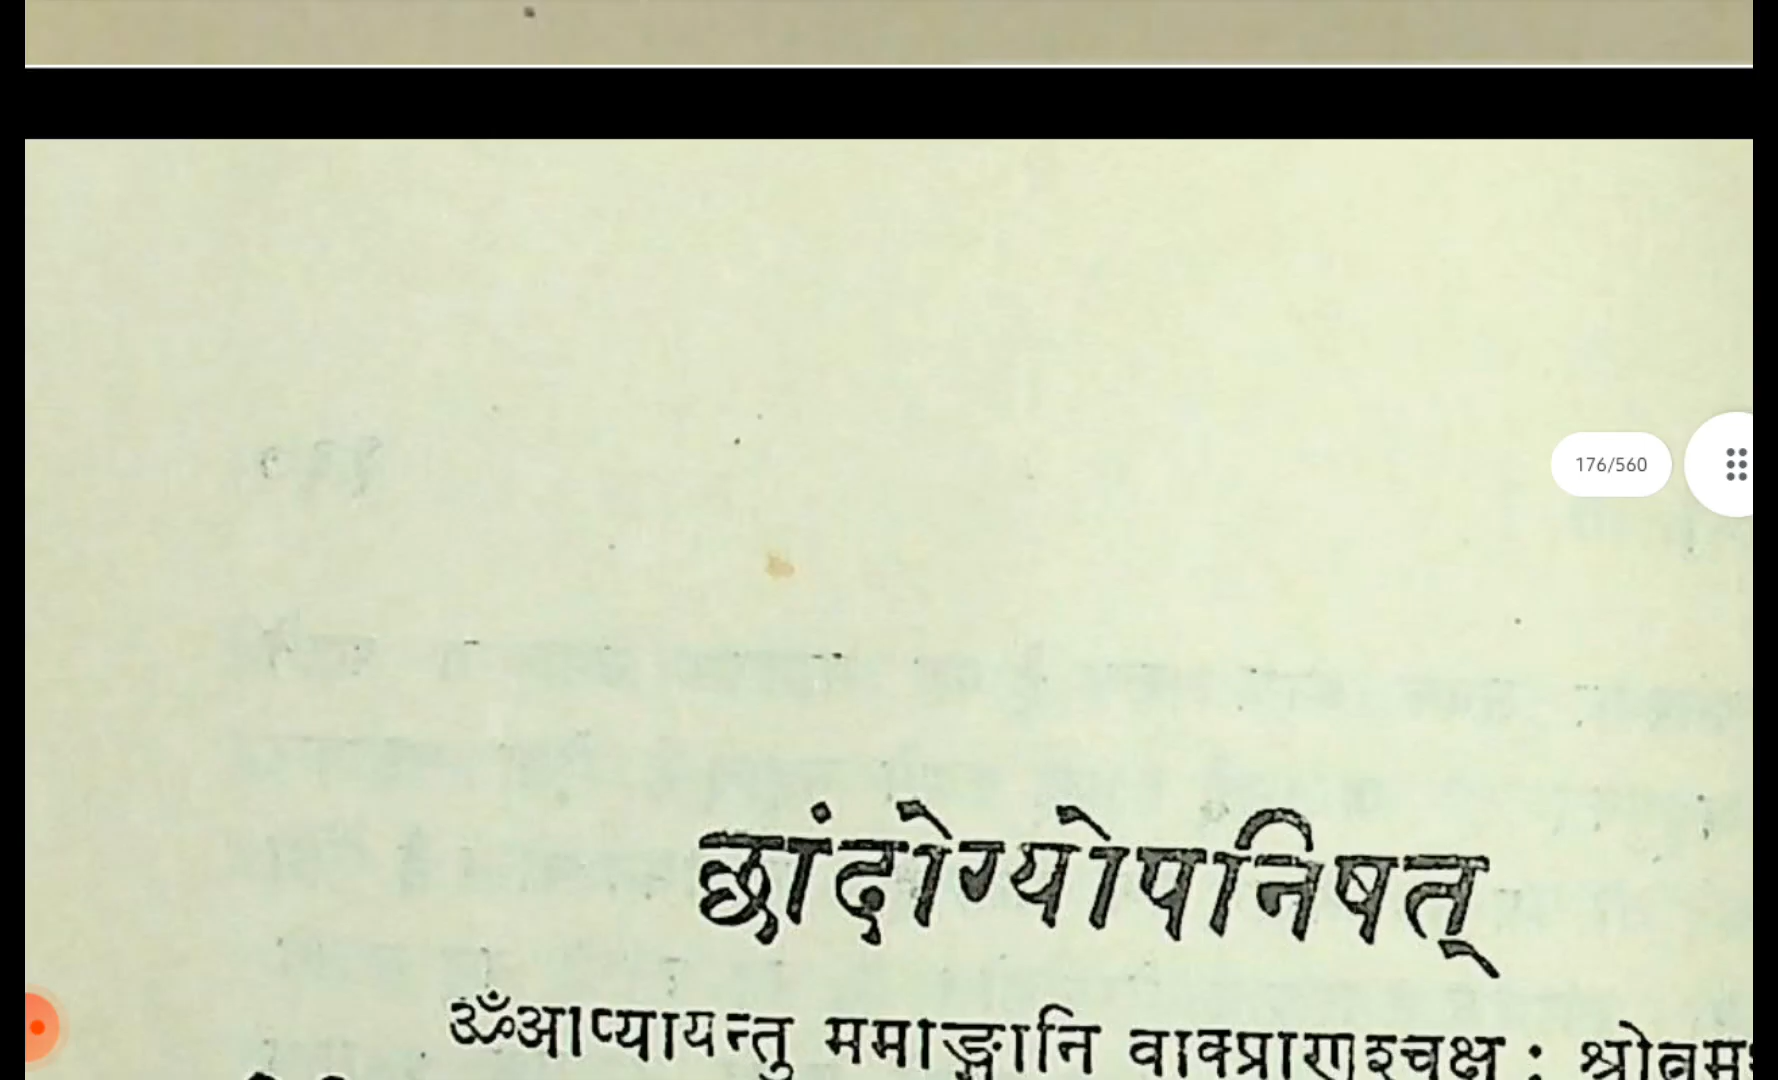 176/560
छांदोग्योपनिषत्
ॐआप्यायन्तु ममाङ्गानि वाक्प्राणश्चक्षु : श्रोत्रम